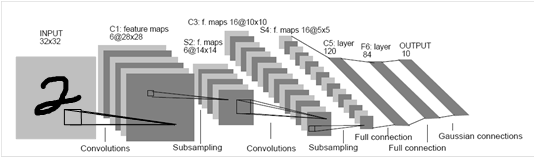 INPUT
32x32
C1: feature maps
6@28x28
S2: f. maps
6@14x14
C3: f. maps 16@10x10
S4: f. maps 16@5x5
C5: layer
120
F6: layer
84
OUTPUT
10
2
Convolutions
Subsampling
Convolutions
Subsampling
Full connection
Full connection
Gaussian connections